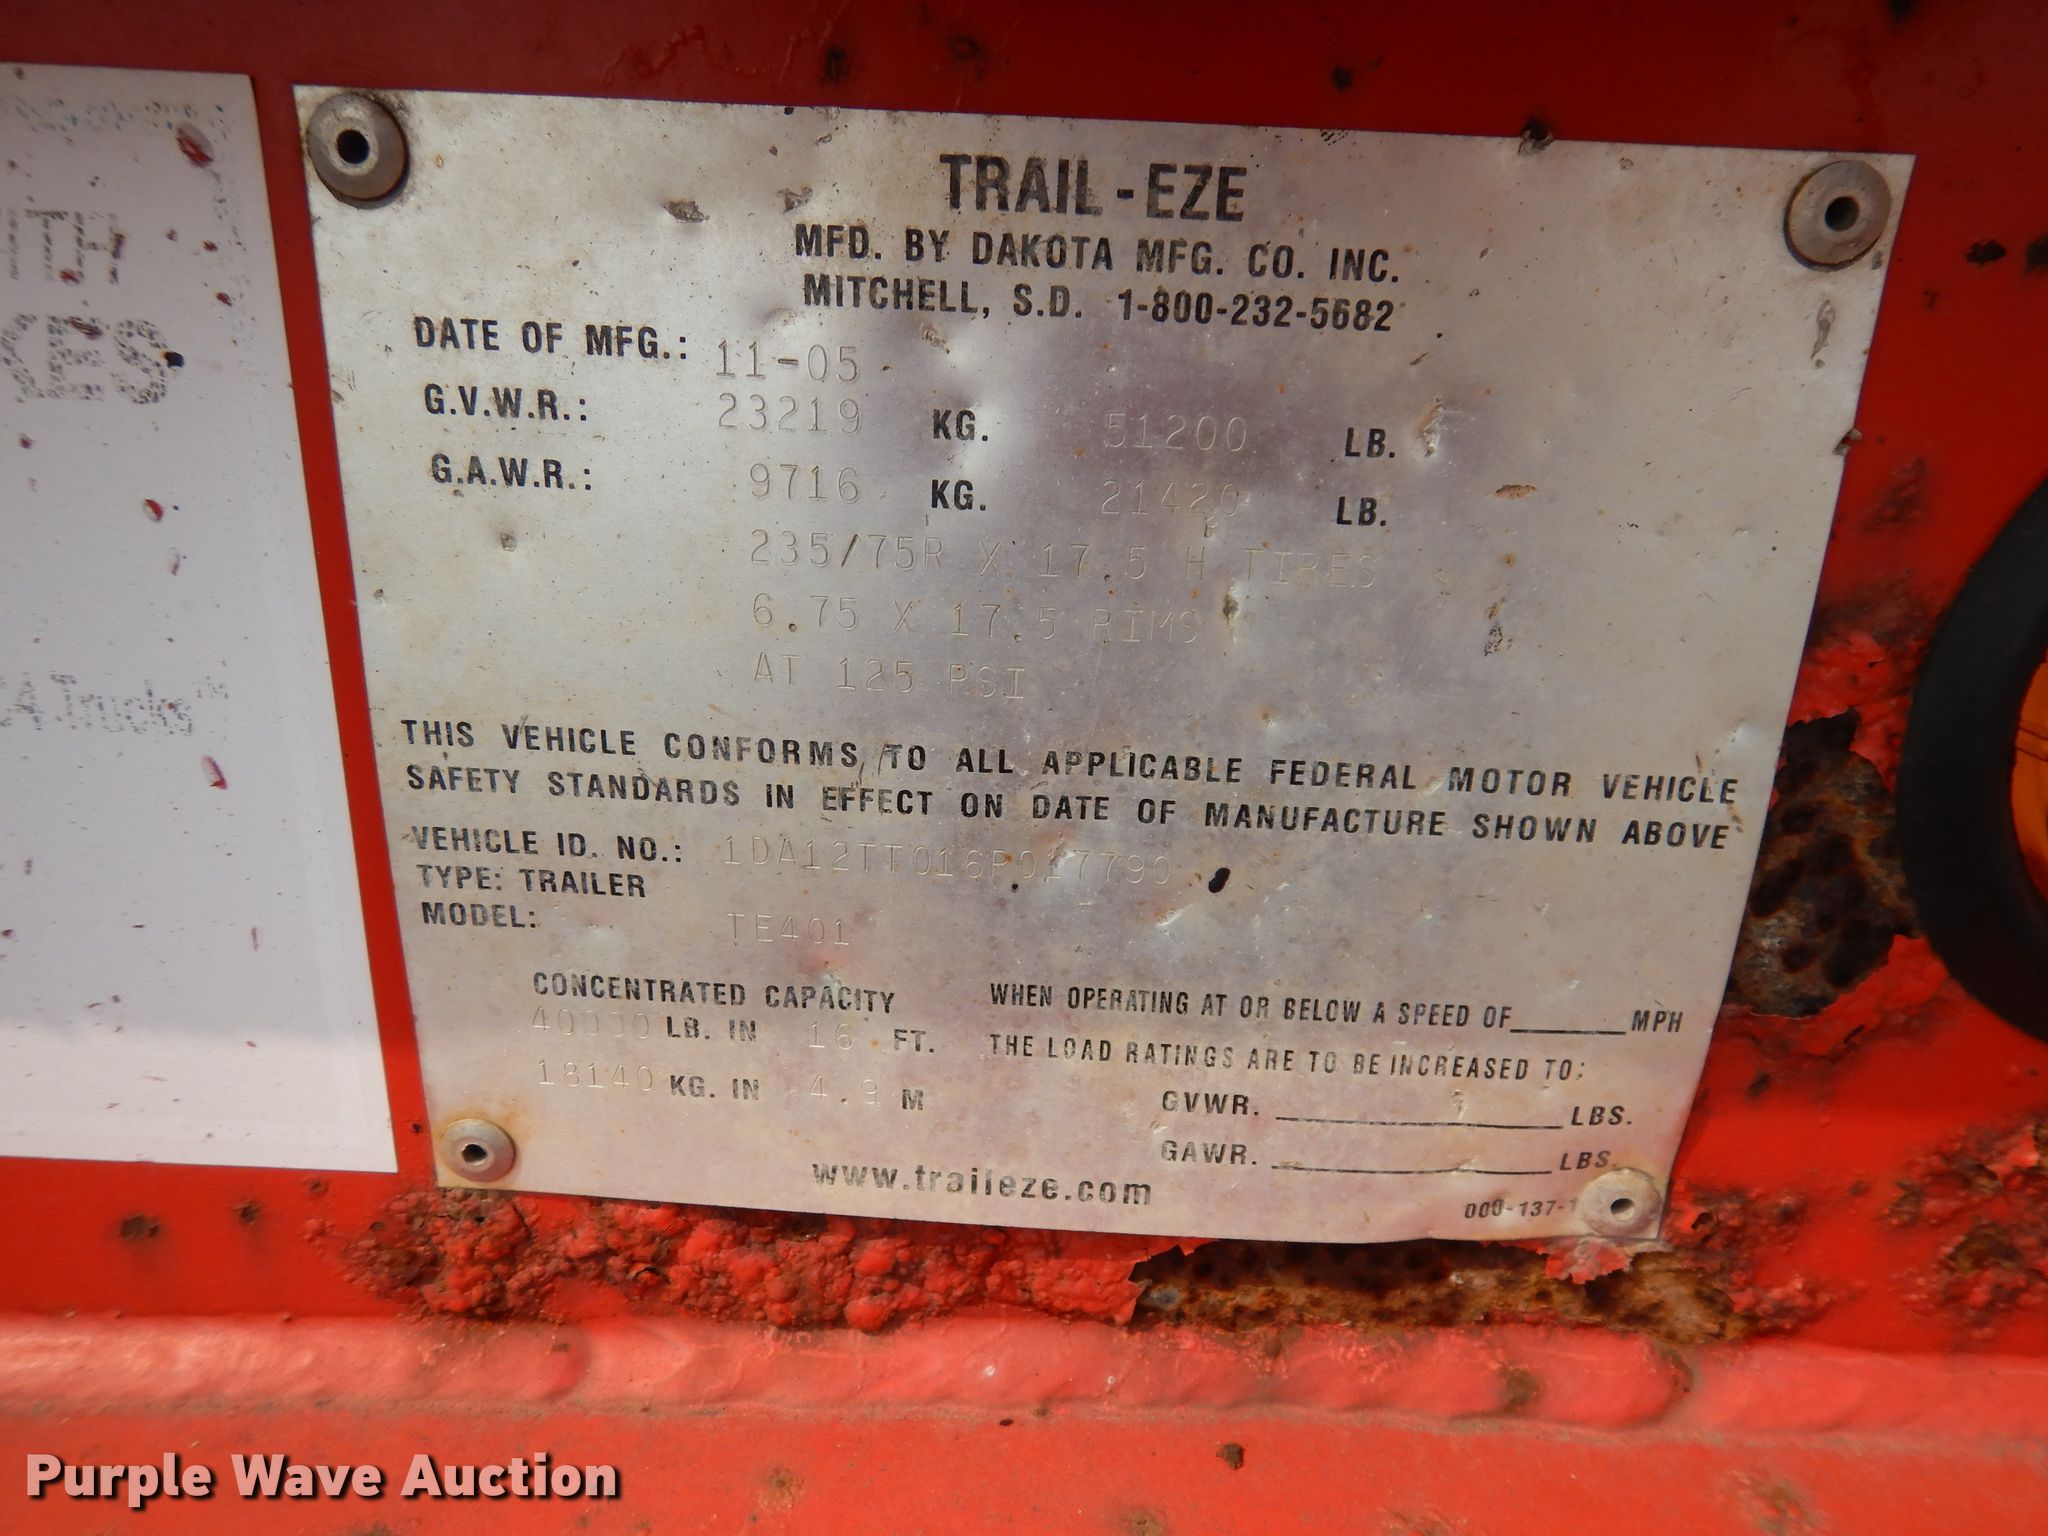 TRAIL-EZE
MFD. BY DAKOTA MFG. CO. INC.
MITCHELL, S.D. 1-800-232-5682
DATE OF MFG.: 11-05
G.V.W.R.: 23219 KG. 51200 LB.
G.A.W.R.: 9716 KG. 21420 LB.
235/75R X 17.5 H TIRES
6.75 X 17.5 RIMS
AT 125 PSI
THIS VEHICLE CONFORMS TO ALL APPLICABLE FEDERAL MOTOR VEHICLE
SAFETY STANDARDS IN EFFECT ON DATE OF MANUFACTURE SHOWN ABOVE
VEHICLE ID. NO.: 1DA12TT016P017790
TYPE: TRAILER
MODEL: TE401
CONCENTRATED CAPACITY
40000 LB. IN 16 FT.
18140 KG. IN 4.9 M
WHEN OPERATING AT OR BELOW A SPEED OF ______ MPH
THE LOAD RATINGS ARE TO BE INCREASED TO:
GVWR. ______ LBS.
GAWR. ______ LBS.
www.traileze.com
Trucks™
Purple Wave Auction